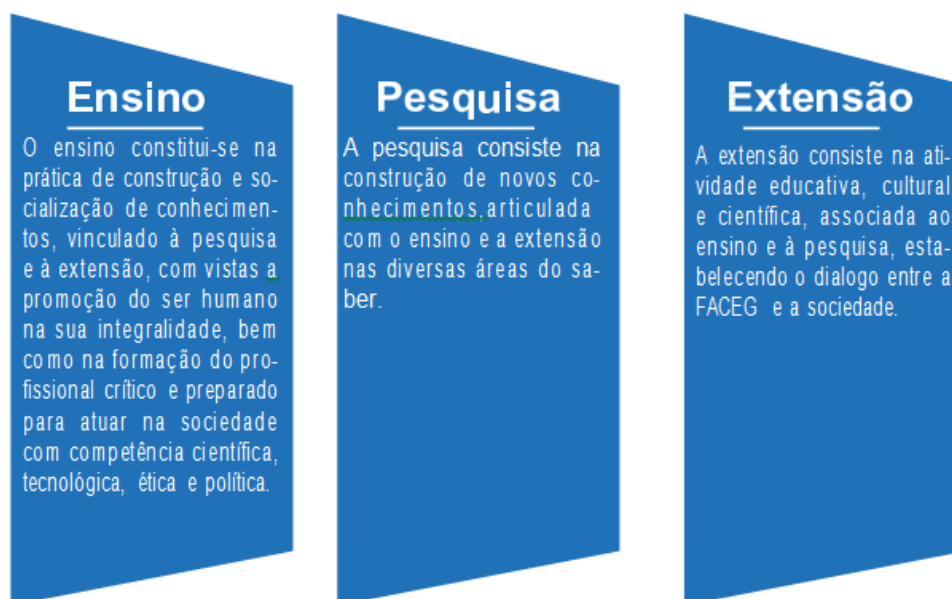 Ensino
O ensino constitui-se na
prática de construção e so-
cialização de conhecimen-
tos, vinculado à pesquisa
e à extensão, com vistas a
promoção do ser humano
na sua integralidade, bem
como na formação do pro-
fissional crítico e preparado
para atuar na sociedade
com competência científica,
tecnológica, ética e política.
Pesquisa
A pesquisa consiste na
construção de novos co-
nhecimentos,articulada
com o ensino e a extensão
nas diversas áreas do sa-
ber.
Extensão
A extensão consiste na ati-
vidade educativa, cultural
e científica, associada ao
ensino e à pesquisa, esta-
belecendo o dialogo entre a
FACEG e a sociedade.